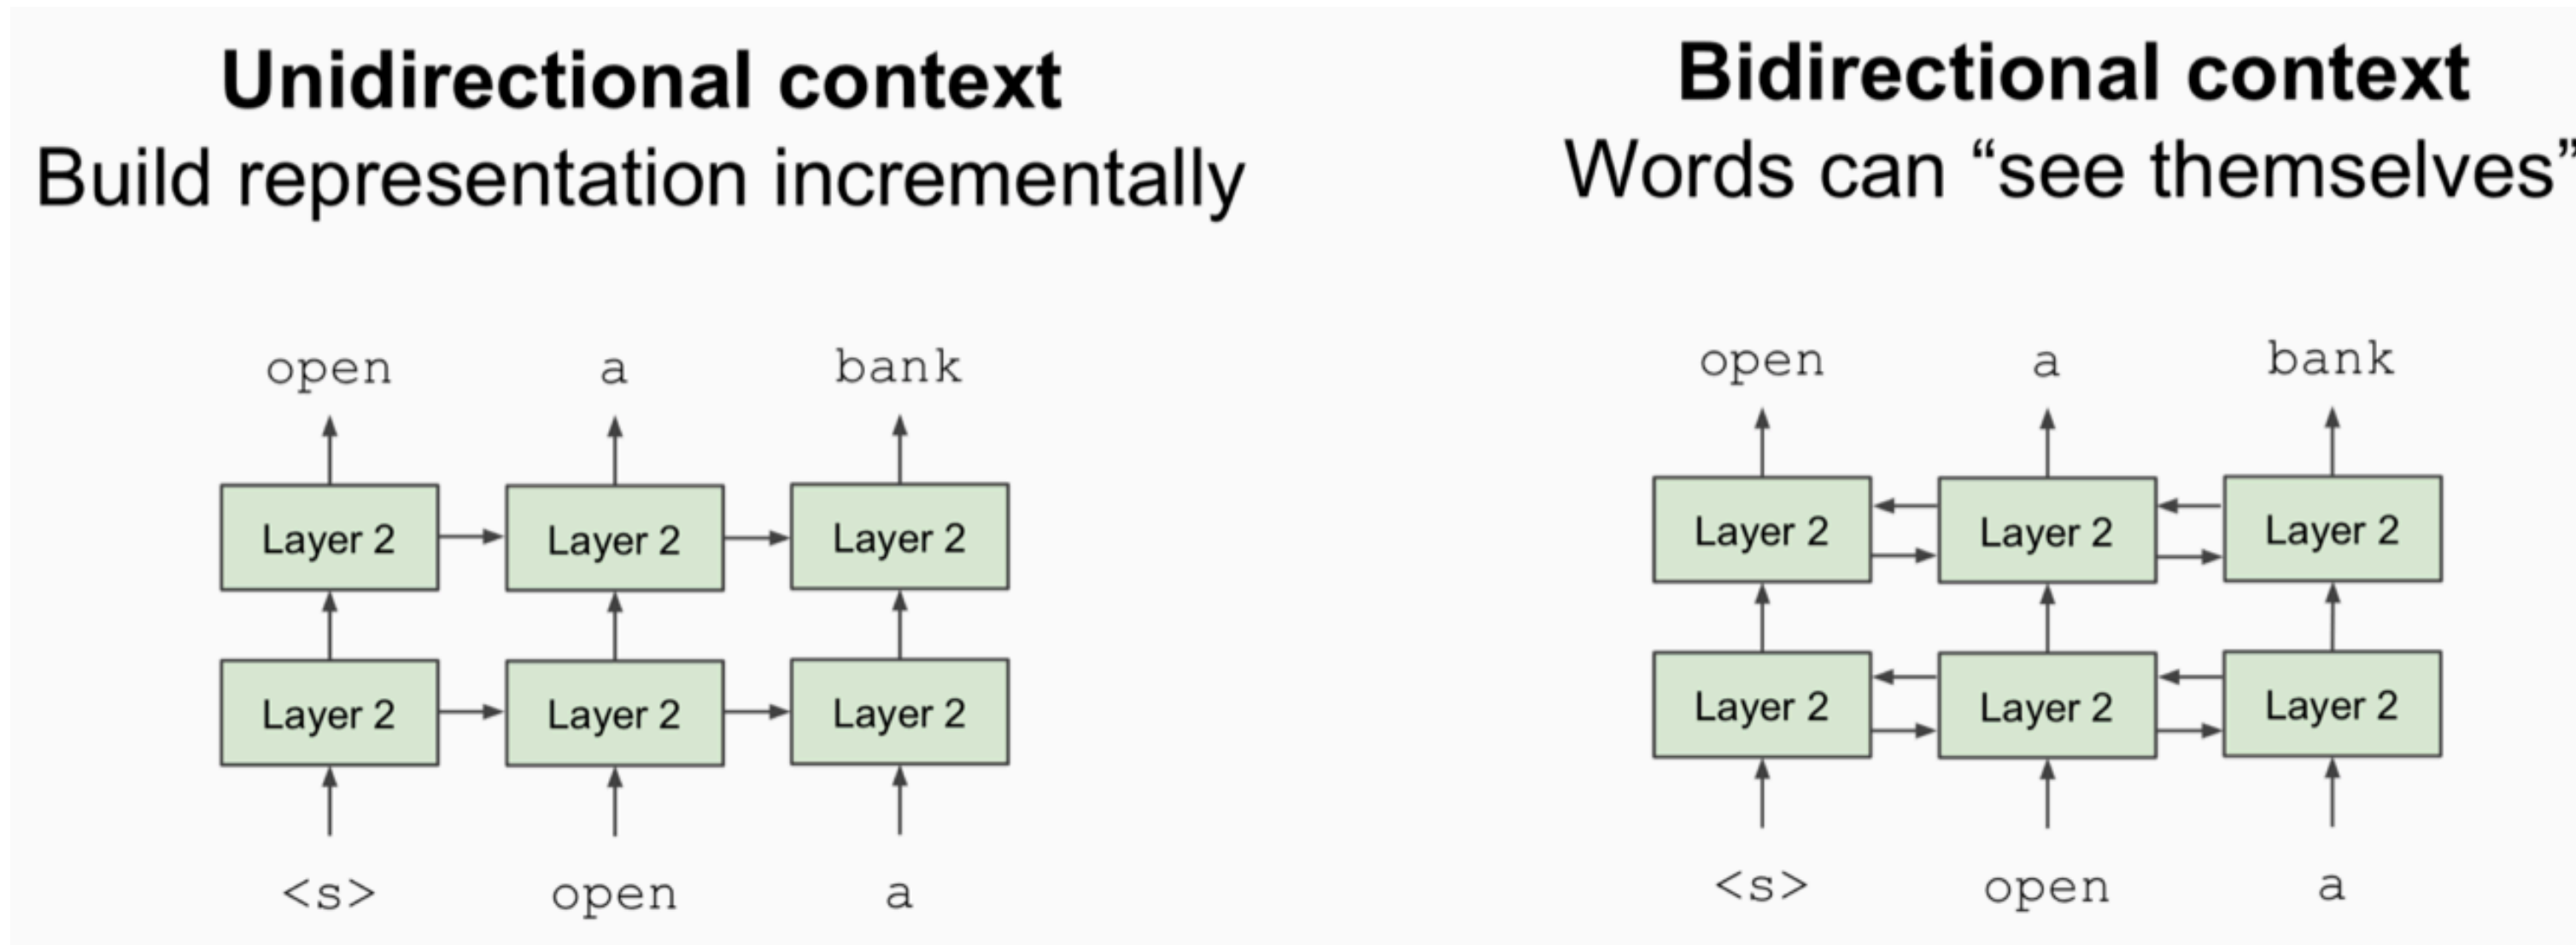 Unidirectional context
Build representation incrementally
open a bank
Layer 2 Layer 2 Layer 2
Layer 2 Layer 2 Layer 2
<s> open a
Bidirectional context
Words can “see themselves”
open a bank
Layer 2 Layer 2 Layer 2
Layer 2 Layer 2 Layer 2
<s> open a